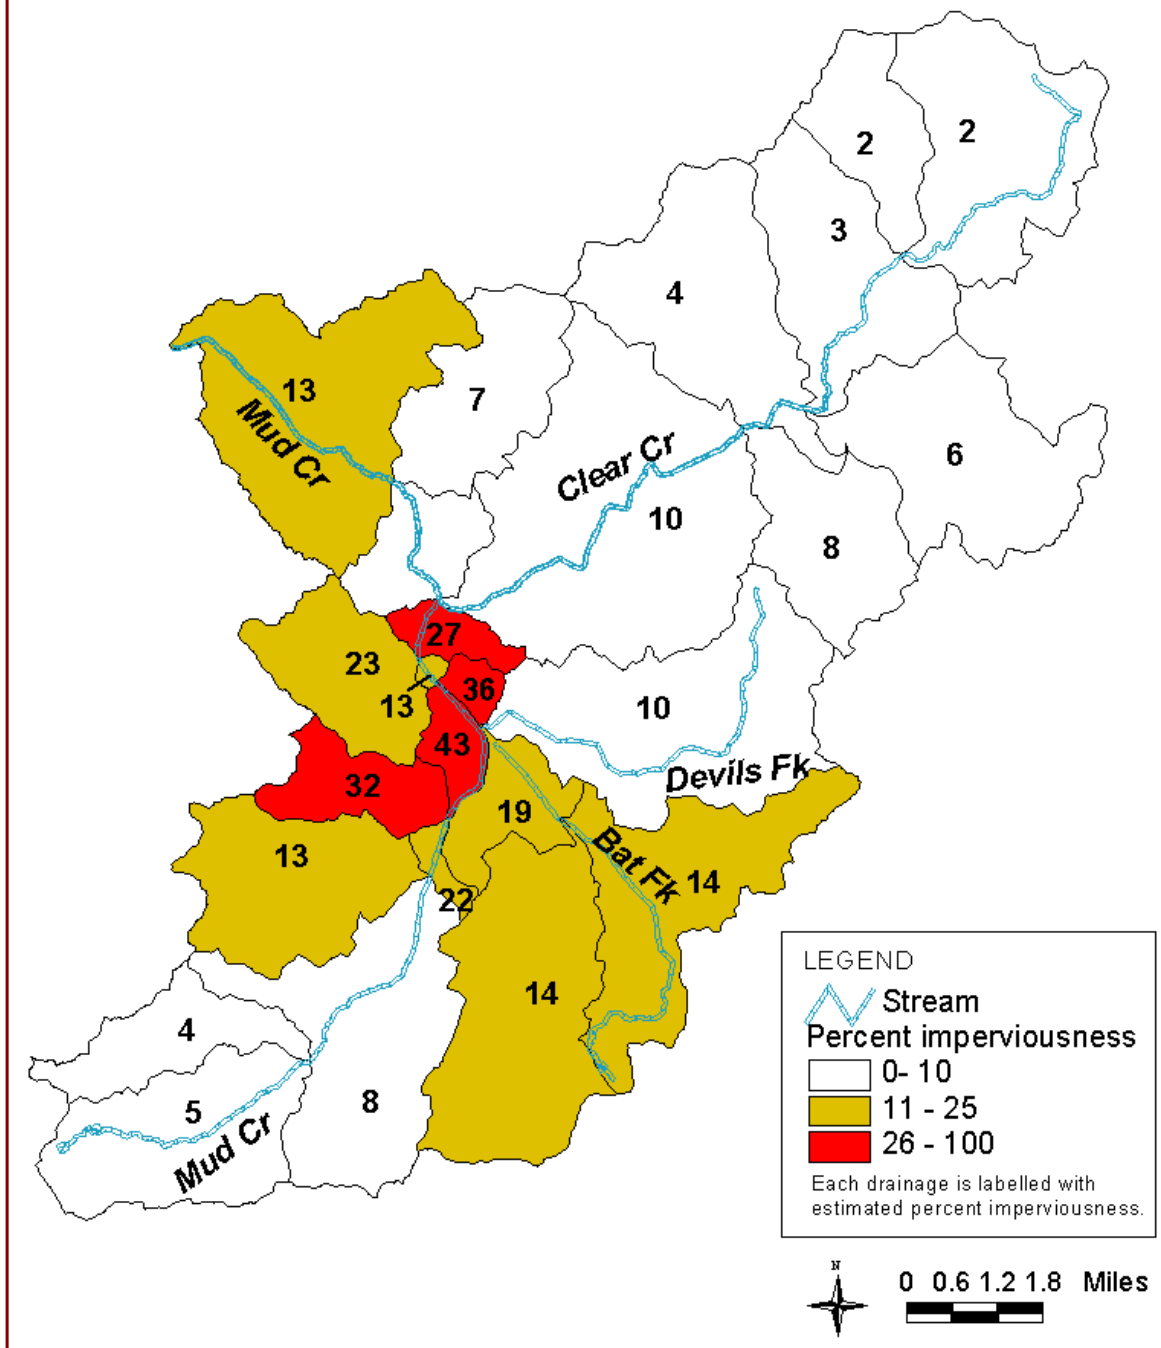 2
2
3
4
13
7
Mud Cr
Clear Cr
6
10
8
27
23
36
13
10
43
Devils Fk
32
19
13
Bat Fk
14
22
14
4
5
8
Mud Cr
LEGEND
Stream
Percent imperviousness
0- 10
11 - 25
26 - 100
Each drainage is labelled with
estimated percent imperviousness.
N
0 0.6 1.2 1.8 Miles